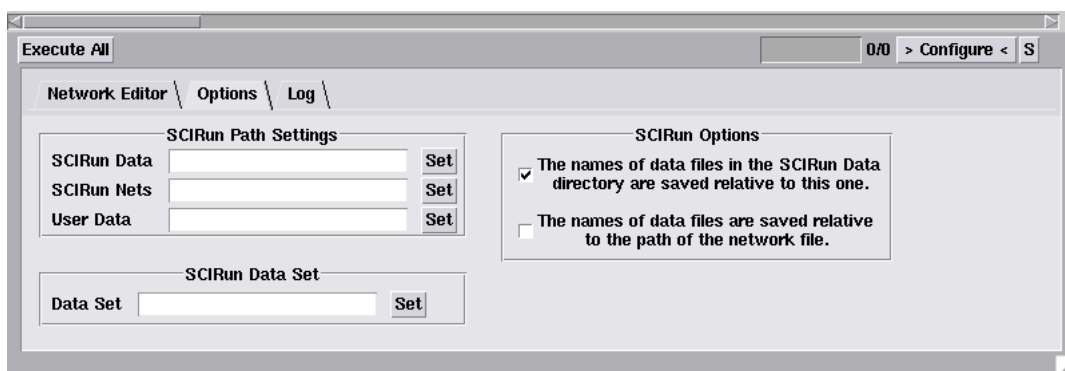 Execute All
0/0 > Configure < S
Network Editor \ Options \ Log \
SCIRun Path Settings
SCIRun Data Set
SCIRun Nets Set
User Data Set
SCIRun Data Set
Data Set Set
SCIRun Options
The names of data files in the SCIRun Data
directory are saved relative to this one.
The names of data files are saved relative
to the path of the network file.